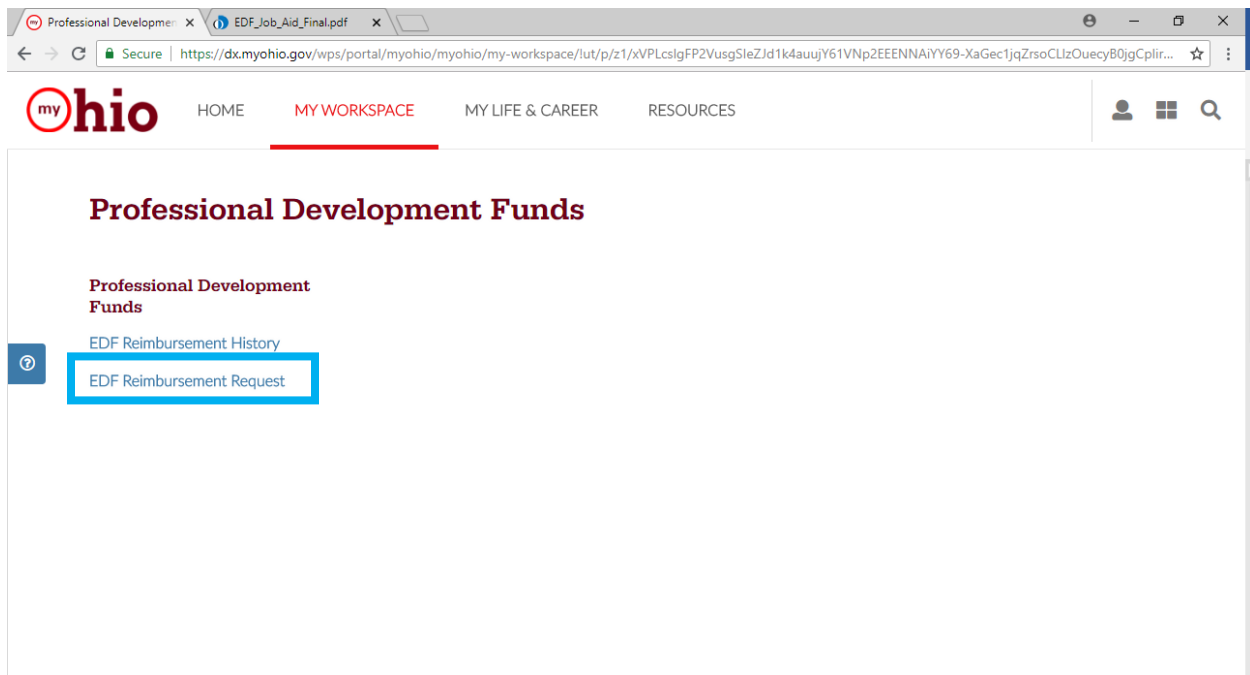 Professional Developmen
EDF_Job_Aid_Final.pdf
Secure | https://dx.myohio.gov/wps/portal/myohio/myohio/my-workspace/!ut/p/z1/xVPLcsIgFP2VusgSIeZJd1k4auujY61VNp2EEENNAiYY69-XaGec1jqZrsoCLIzOuecyB0jgCplir...
my
Ohio
HOME
MY WORKSPACE
MY LIFE & CAREER
RESOURCES
Professional Development Funds
Professional Development
Funds
EDF Reimbursement History
EDF Reimbursement Request